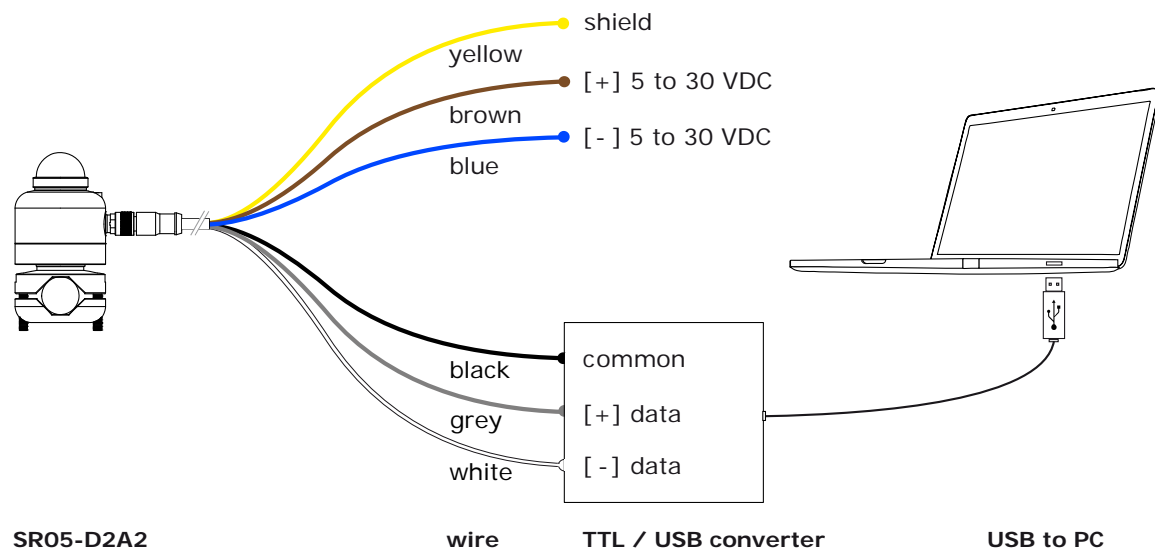 shield
yellow
[+] 5 to 30 VDC
brown
[-] 5 to 30 VDC
blue
common
black
[+] data
grey
[-] data
white
SR05-D2A2 wire TTL / USB converter USB to PC